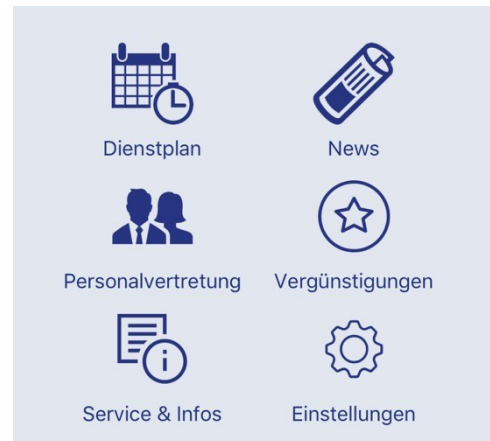 Dienstplan
News
Personalvertretung
Vergünstigungen
Service & Infos
Einstellungen